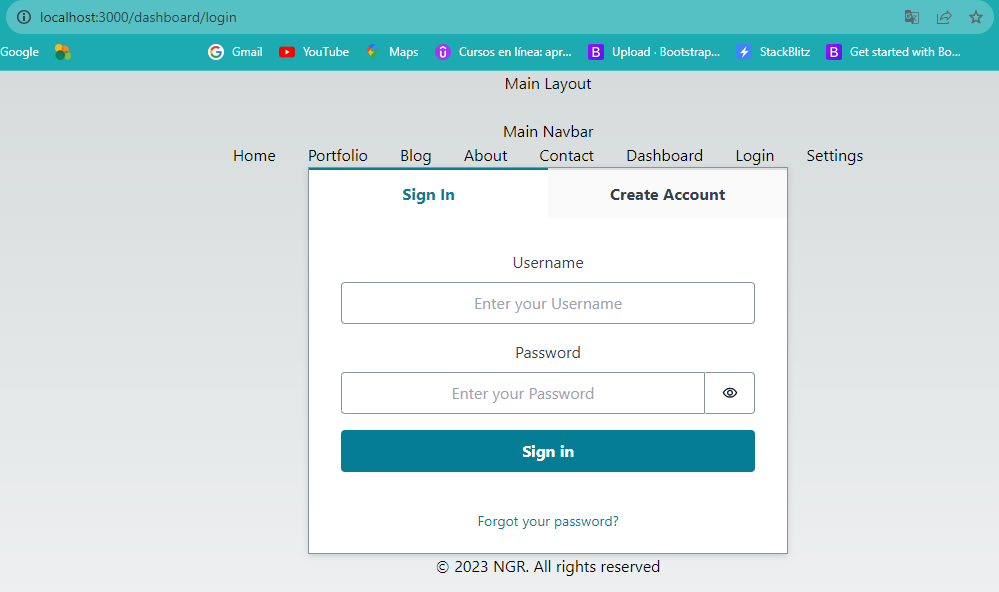 localhost:3000/dashboard/login
Google Gmail YouTube Maps Cursos en línea: apr... Upload · Bootstrap... StackBlitz Get started with Bo...
Main Layout
Main Navbar
Home Portfolio Blog About Contact Dashboard Login Settings
Sign In Create Account
Username
Enter your Username
Password
Enter your Password
Sign in
Forgot your password?
© 2023 NGR. All rights reserved